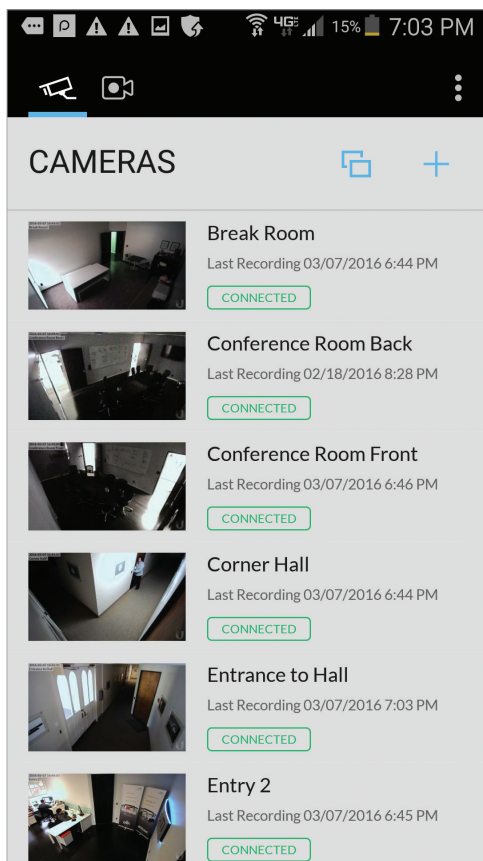 4G 15% 7:03 PM
CAMERAS
Break Room
Last Recording 03/07/2016 6:44 PM
CONNECTED
Conference Room Back
Last Recording 02/18/2016 8:28 PM
CONNECTED
Conference Room Front
Last Recording 03/07/2016 6:46 PM
CONNECTED
Corner Hall
Last Recording 03/07/2016 6:44 PM
CONNECTED
Entrance to Hall
Last Recording 03/07/2016 7:03 PM
CONNECTED
Entry 2
Last Recording 03/07/2016 6:45 PM
CONNECTED